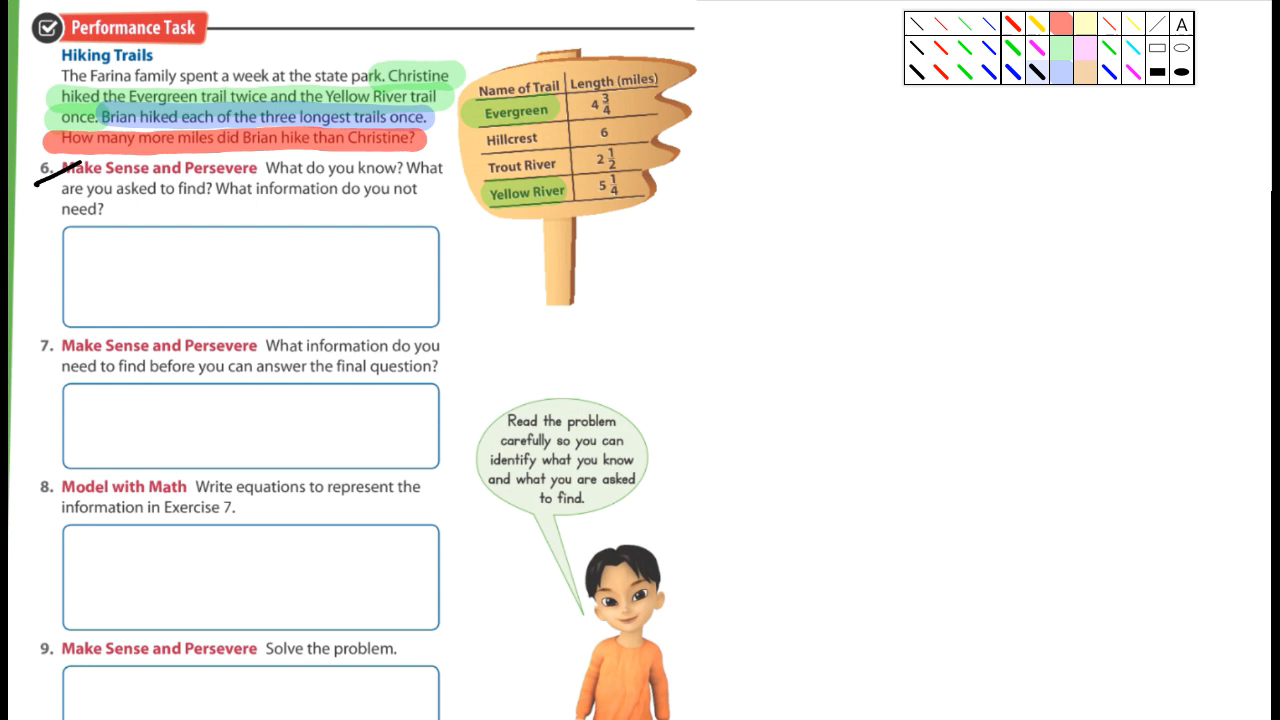 Performance Task
Hiking Trails
The Farina family spent a week at the state park. Christine
hiked the Evergreen trail twice and the Yellow River trail
once. Brian hiked each of the three longest trails once.
How many more miles did Brian hike than Christine?
Name of Trail Length (miles)
Evergreen 4 3/4
Hillcrest 6
Trout River 2 1/2
Yellow River 5 1/4
6. Make Sense and Persevere What do you know? What
are you asked to find? What information do you not
need?
7. Make Sense and Persevere What information do you
need to find before you can answer the final question?
8. Model with Math Write equations to represent the
information in Exercise 7.
9. Make Sense and Persevere Solve the problem.
Read the problem
carefully so you can
identify what you know
and what you are asked
to find.
A